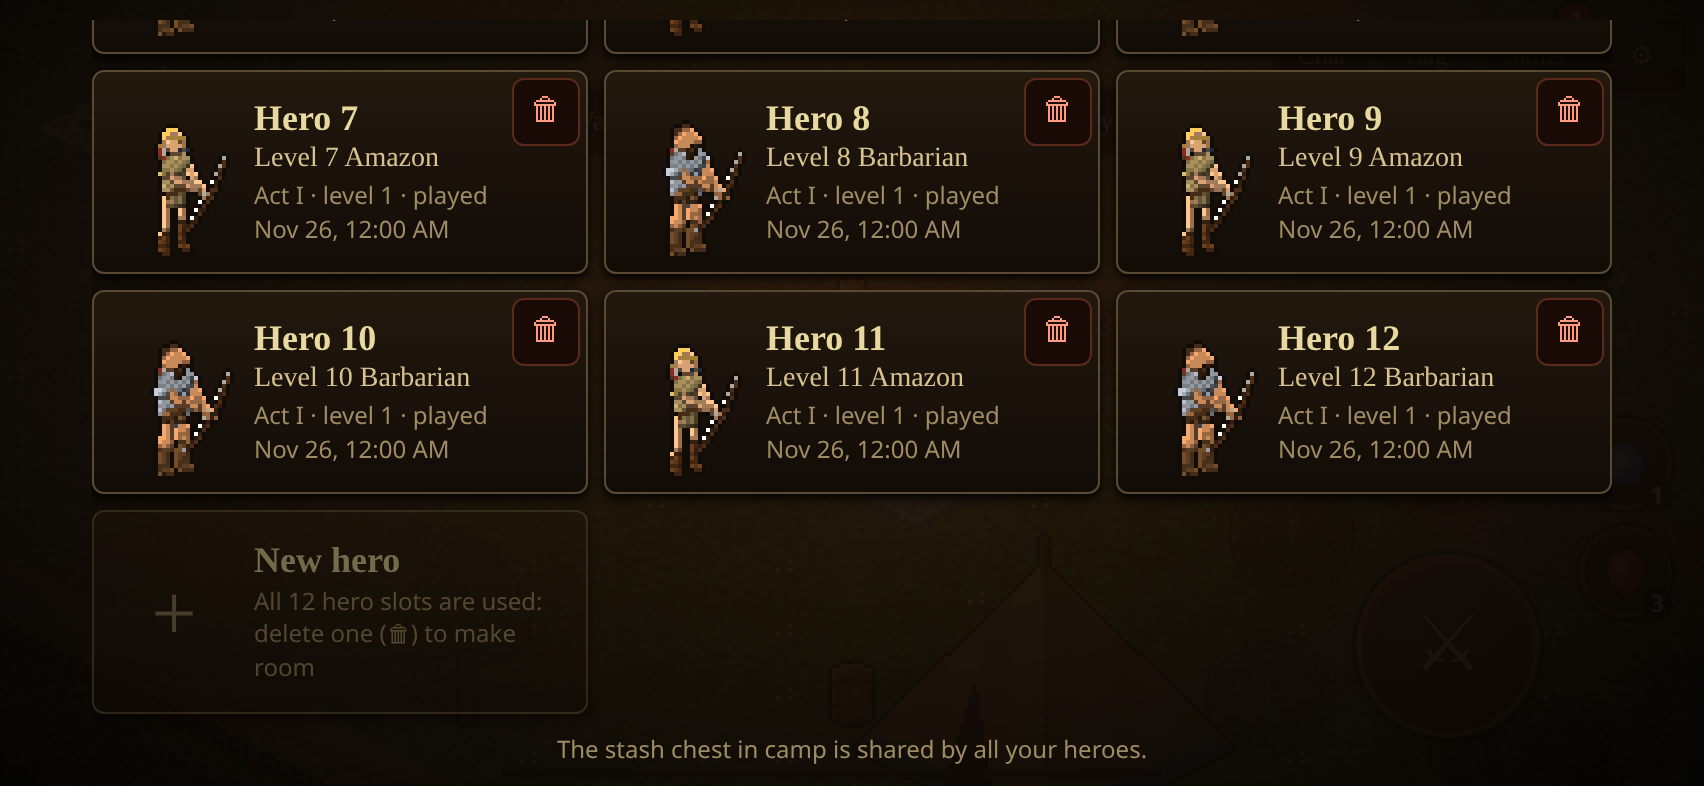 Hero 7
Level 7 Amazon
Act I · level 1 · played
Nov 26, 12:00 AM
Hero 8
Level 8 Barbarian
Act I · level 1 · played
Nov 26, 12:00 AM
Hero 9
Level 9 Amazon
Act I · level 1 · played
Nov 26, 12:00 AM
Hero 10
Level 10 Barbarian
Act I · level 1 · played
Nov 26, 12:00 AM
Hero 11
Level 11 Amazon
Act I · level 1 · played
Nov 26, 12:00 AM
Hero 12
Level 12 Barbarian
Act I · level 1 · played
Nov 26, 12:00 AM
1
3
New hero
All 12 hero slots are used:
delete one (🗑) to make
room
The stash chest in camp is shared by all your heroes.